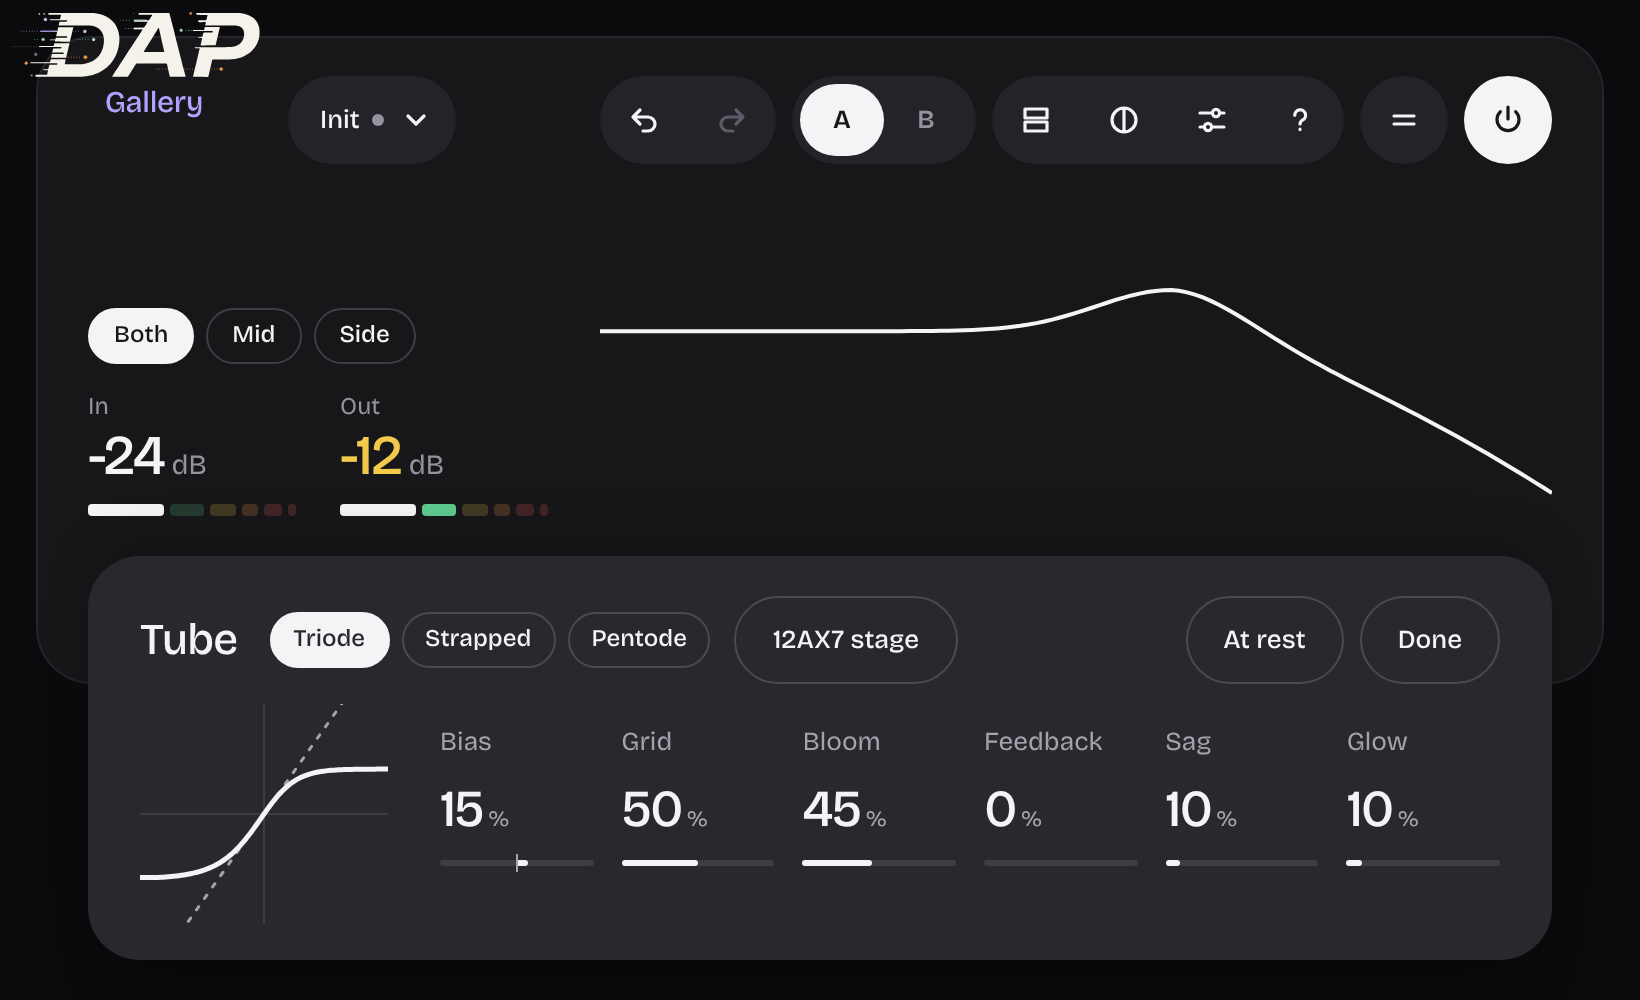 DAP
Gallery
Init
A B ?
Both Mid Side
In Out
-24 dB -12 dB
Tube Triode Strapped Pentode 12AX7 stage At rest Done
Bias Grid Bloom Feedback Sag Glow
15 % 50 % 45 % 0 % 10 % 10 %